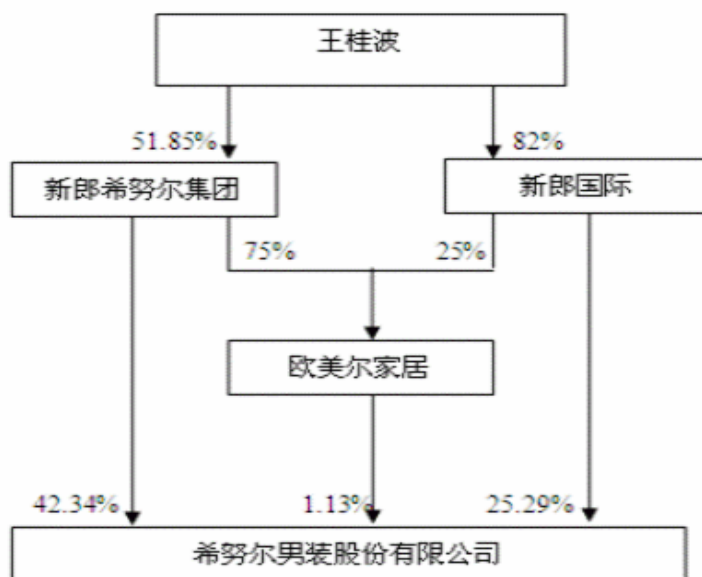 王桂波
51.85% 82%
新郎希努尔集团 新郎国际
75% 25%
欧美尔家居
42.34% 1.13% 25.29%
希努尔男装股份有限公司